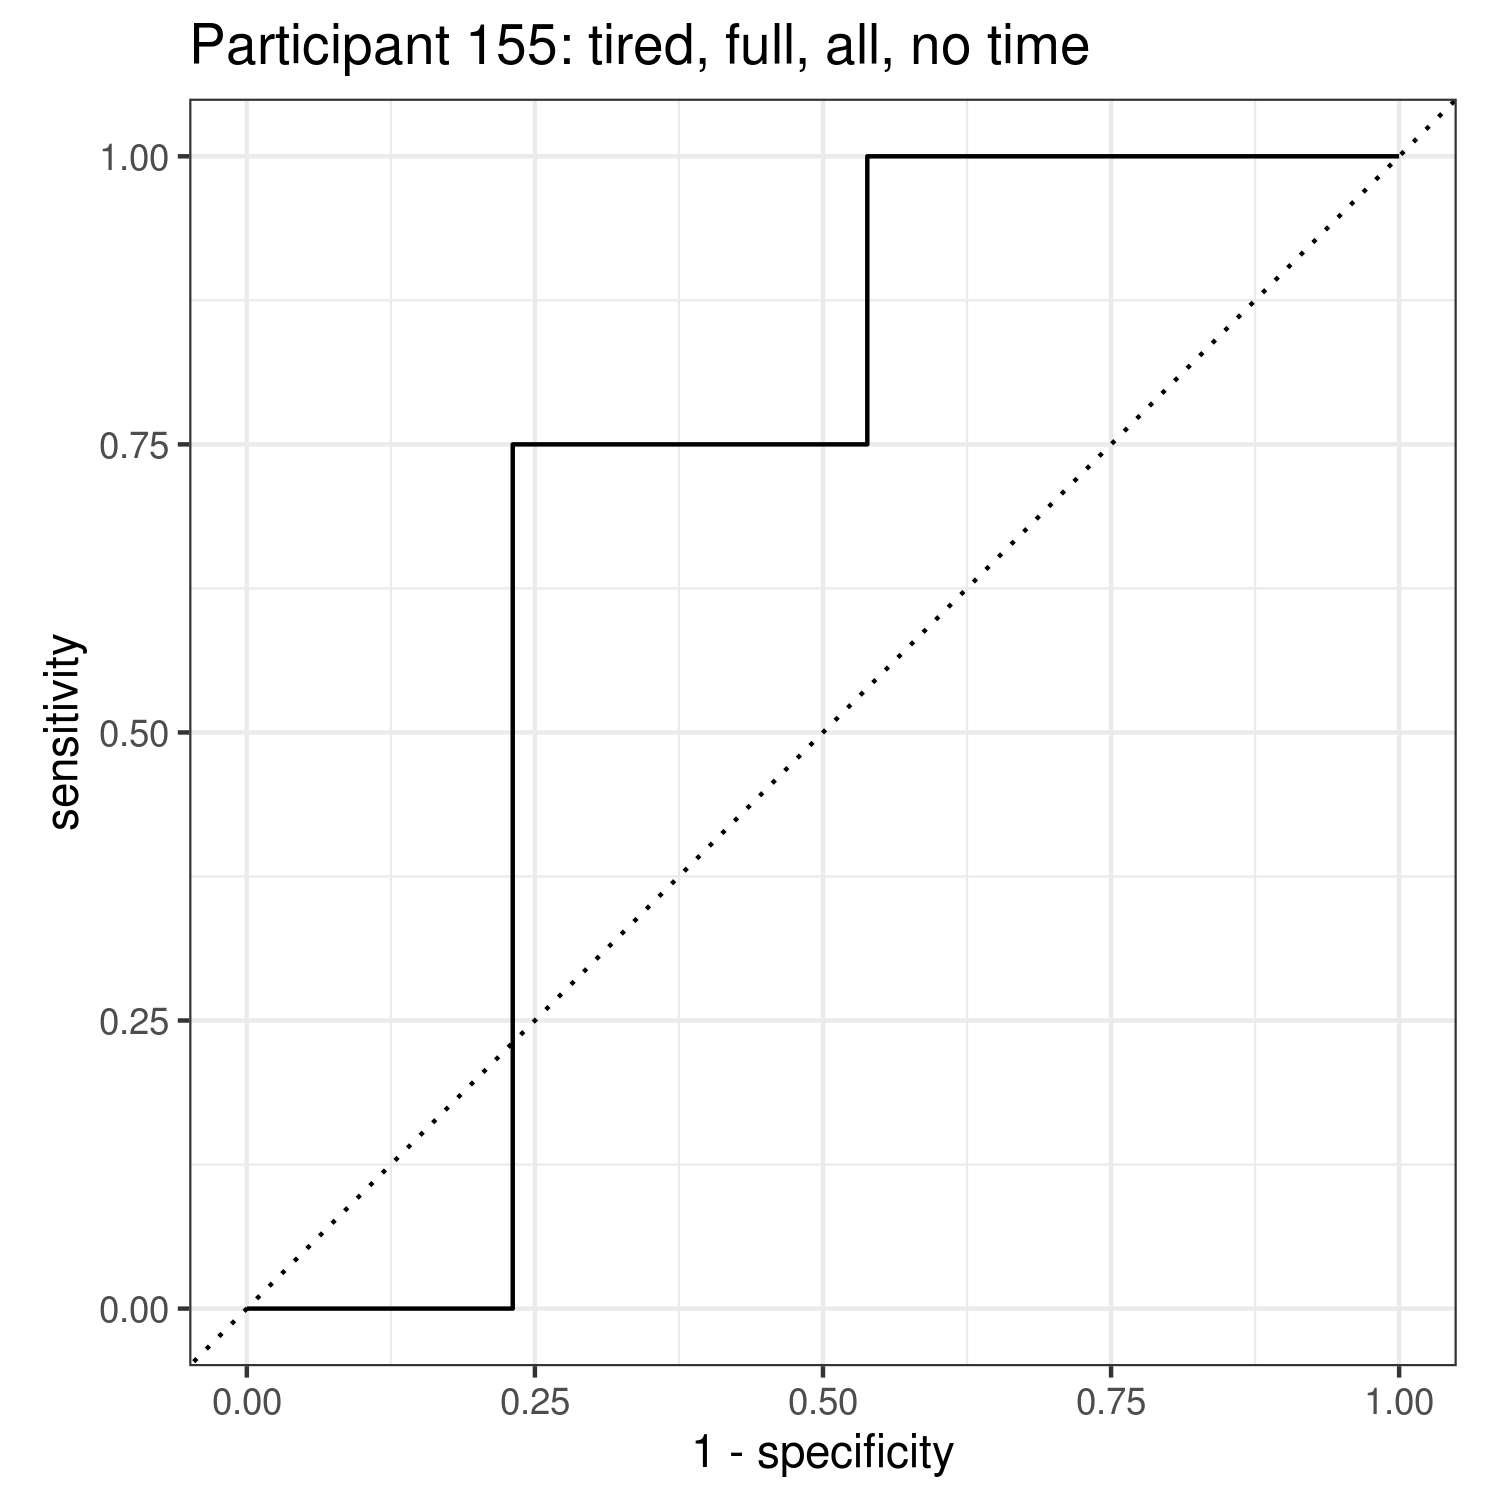 Participant 155: tired, full, all, no time
1.00
0.75
0.50
0.25
0.00
sensitivity
0.00 0.25 0.50 0.75 1.00
1 - specificity